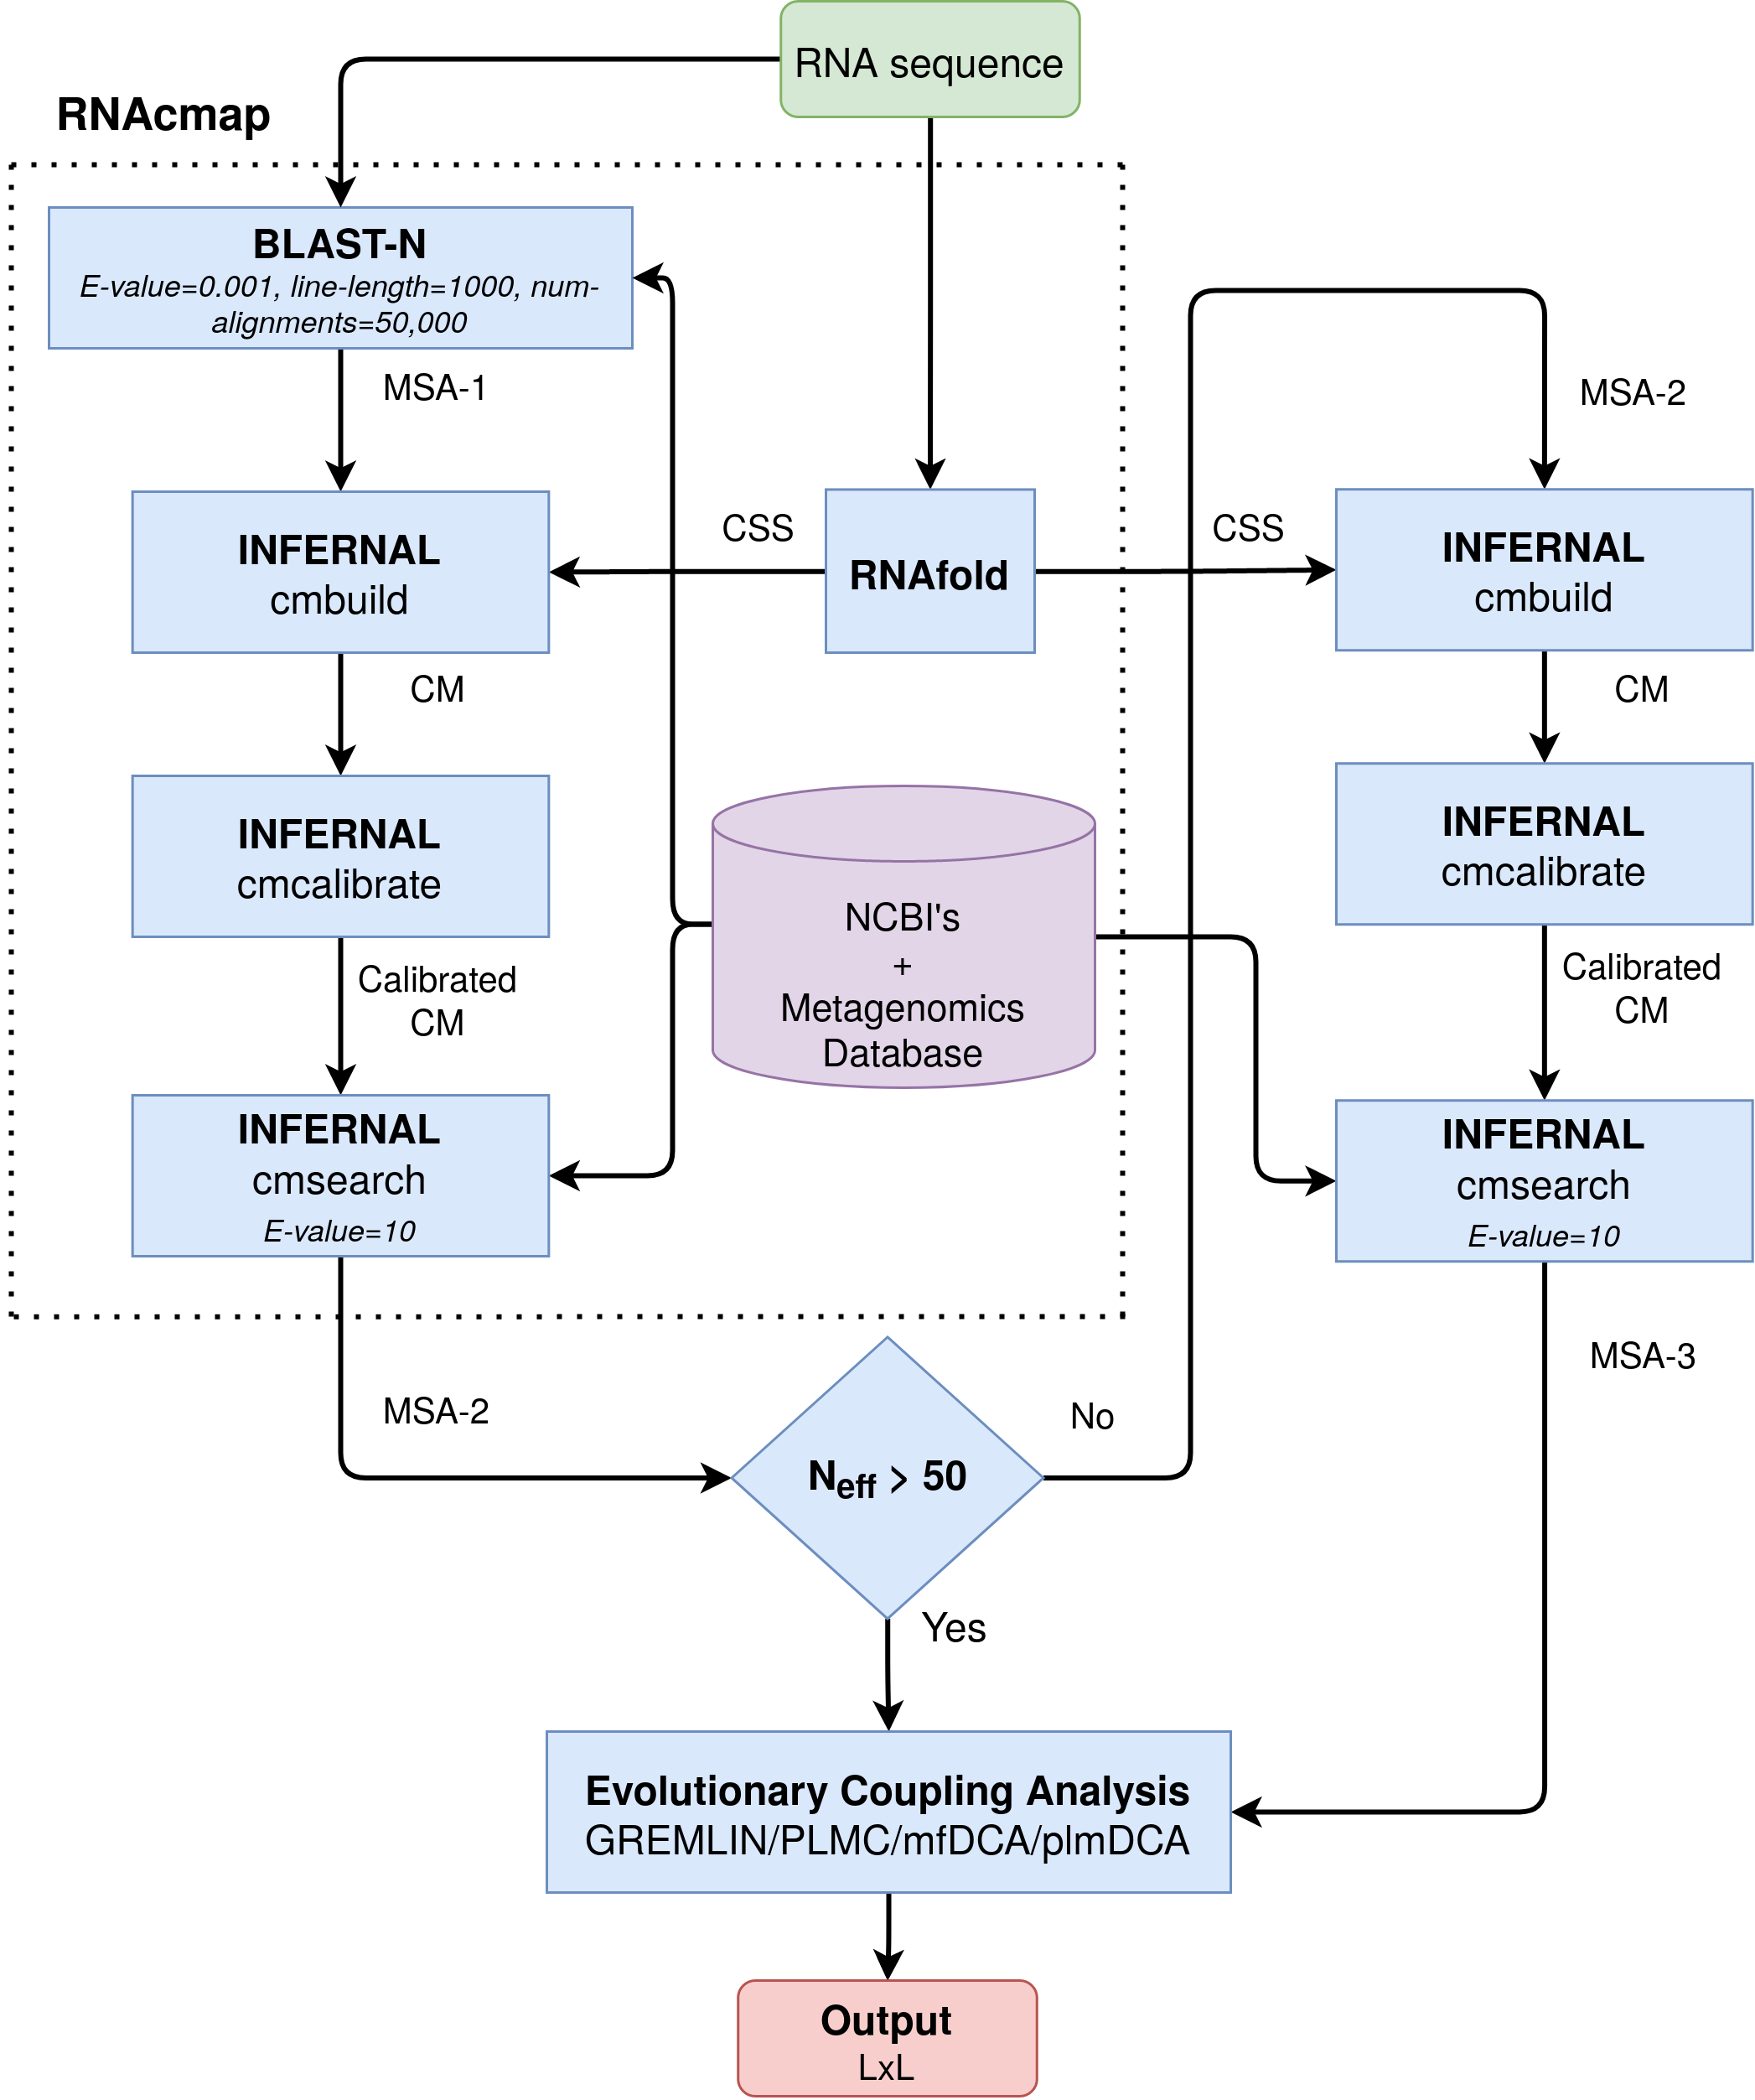 RNA sequence
RNAcmap
BLAST-N
E-value=0.001, line-length=1000, num-
alignments=50,000
MSA-1
MSA-2
CSS
CSS
INFERNAL
cmbuild
RNAfold
INFERNAL
cmbuild
CM
CM
INFERNAL
cmcalibrate
NCBI's
+
Metagenomics
Database
INFERNAL
cmcalibrate
Calibrated
CM
Calibrated
CM
INFERNAL
cmsearch
E-value=10
INFERNAL
cmsearch
E-value=10
MSA-2
No
MSA-3
Neff > 50
Yes
Evolutionary Coupling Analysis
GREMLIN/PLMC/mfDCA/plmDCA
Output
LxL